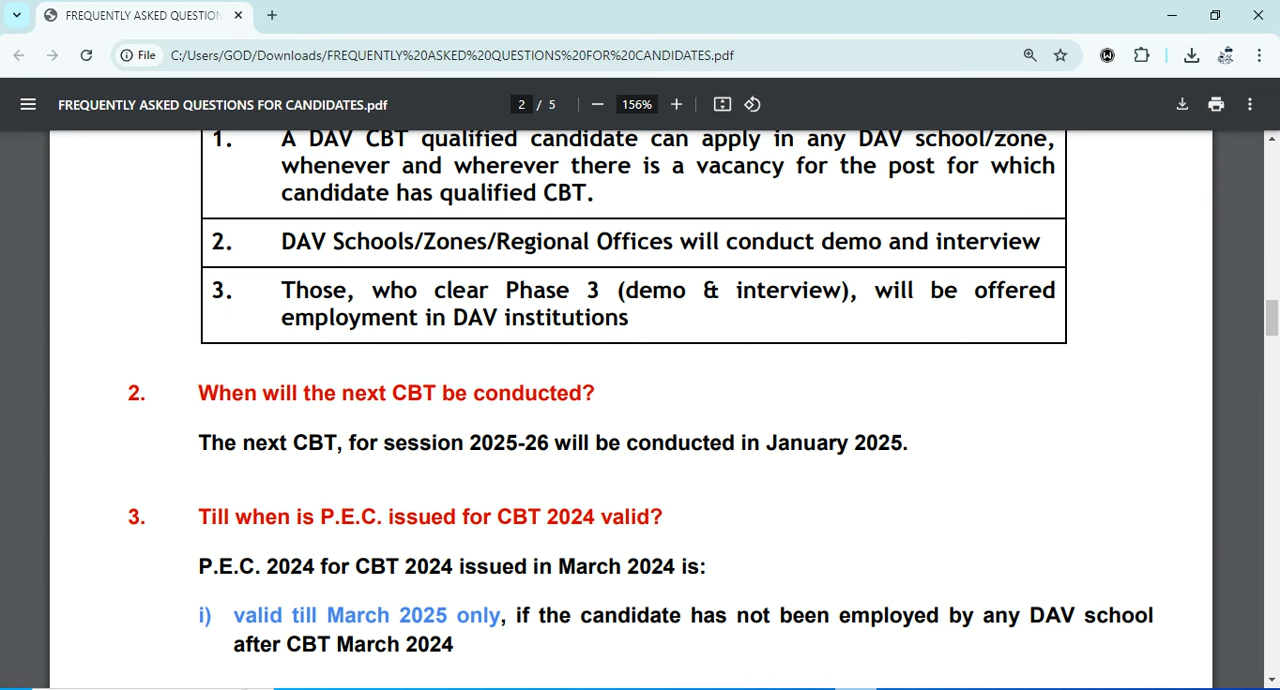 FREQUENTLY ASKED QUESTION
File
C:/Users/GOD/Downloads/FREQUENTLY%20ASKED%20QUESTIONS%20FOR%20CANDIDATES.pdf
FREQUENTLY ASKED QUESTIONS FOR CANDIDATES.pdf
2 / 5
156%
1. A DAV CBT qualified candidate can apply in any DAV school/zone,
whenever and wherever there is a vacancy for the post for which
candidate has qualified CBT.
2. DAV Schools/Zones/Regional Offices will conduct demo and interview
3. Those, who clear Phase 3 (demo & interview), will be offered
employment in DAV institutions
2. When will the next CBT be conducted?
The next CBT, for session 2025-26 will be conducted in January 2025.
3. Till when is P.E.C. issued for CBT 2024 valid?
P.E.C. 2024 for CBT 2024 issued in March 2024 is:
i) valid till March 2025 only, if the candidate has not been employed by any DAV school
after CBT March 2024